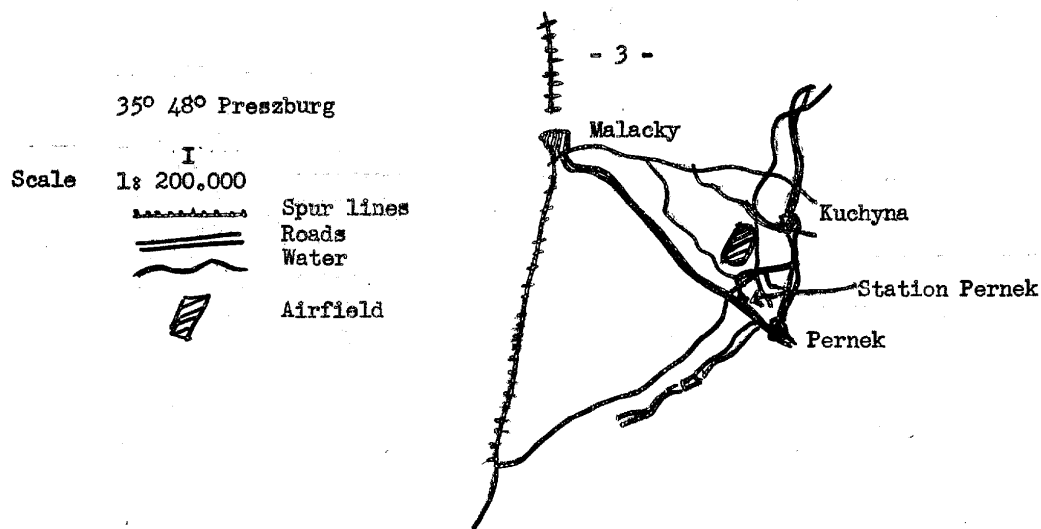 - 3 -
35° 48° Preszburg
I
Scale 1: 200.000
Spur lines
Roads
Water
Airfield
Malacky
Kuchyna
Station Pernek
Pernek